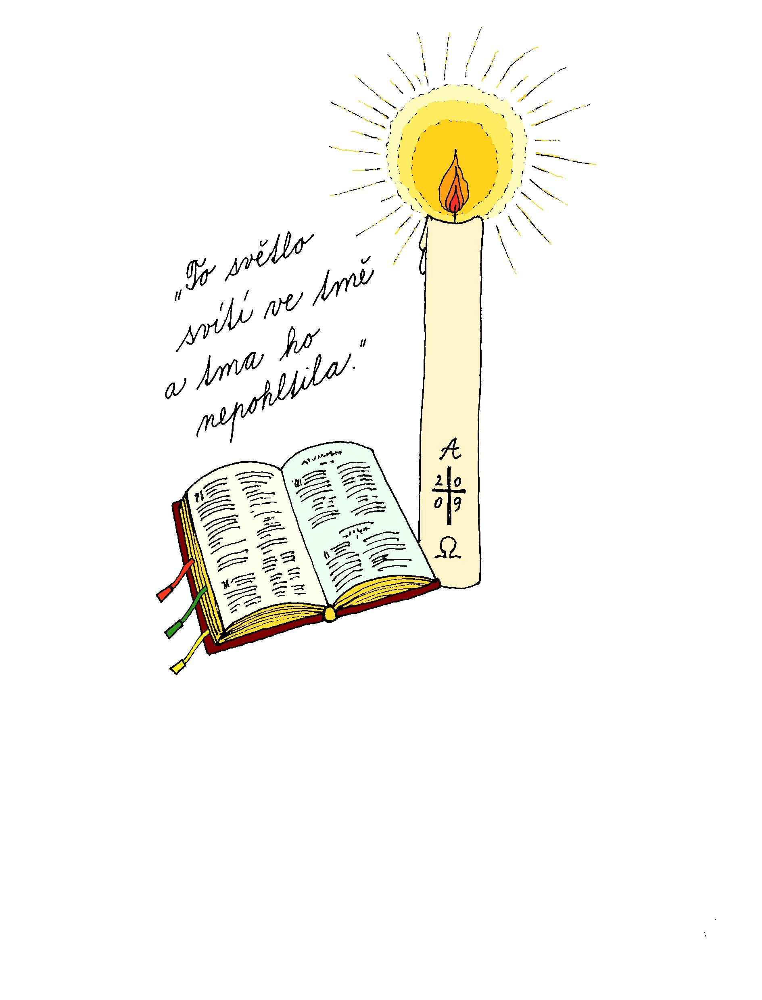 „To světlo
svítí ve tmě
a tma ho
nepohltila."
A
2 0
0 9
Ω